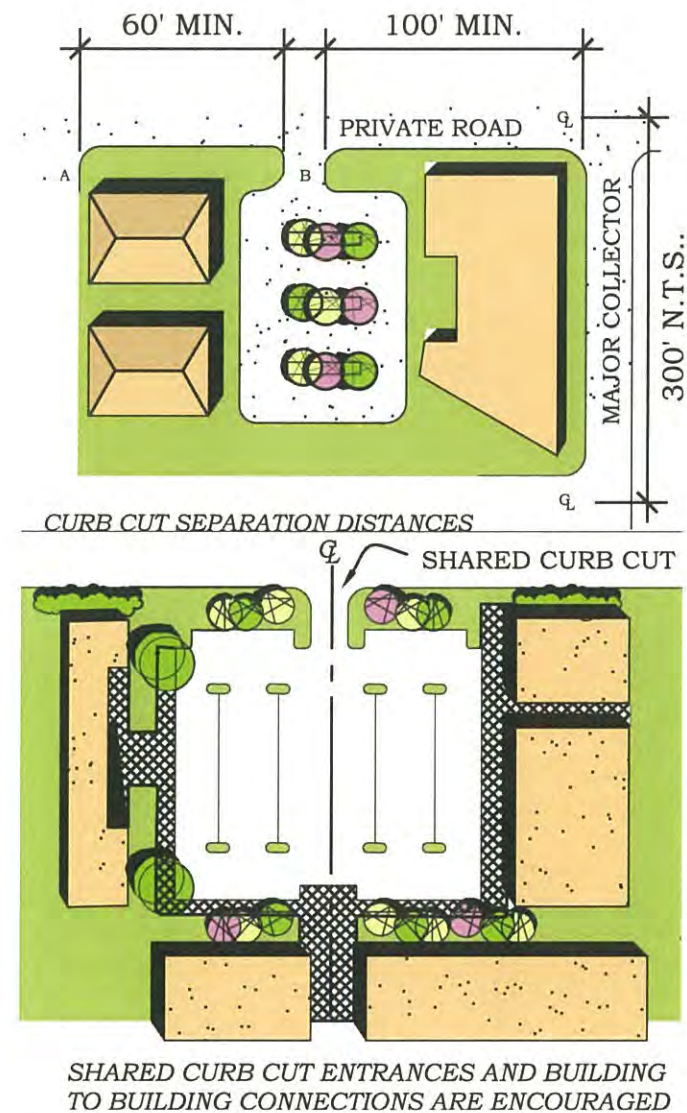 60' MIN.
100' MIN.
PRIVATE ROAD
℄
A
B
MAJOR COLLECTOR
300' N.T.S..
℄
CURB CUT SEPARATION DISTANCES
℄
SHARED CURB CUT
SHARED CURB CUT ENTRANCES AND BUILDING
TO BUILDING CONNECTIONS ARE ENCOURAGED